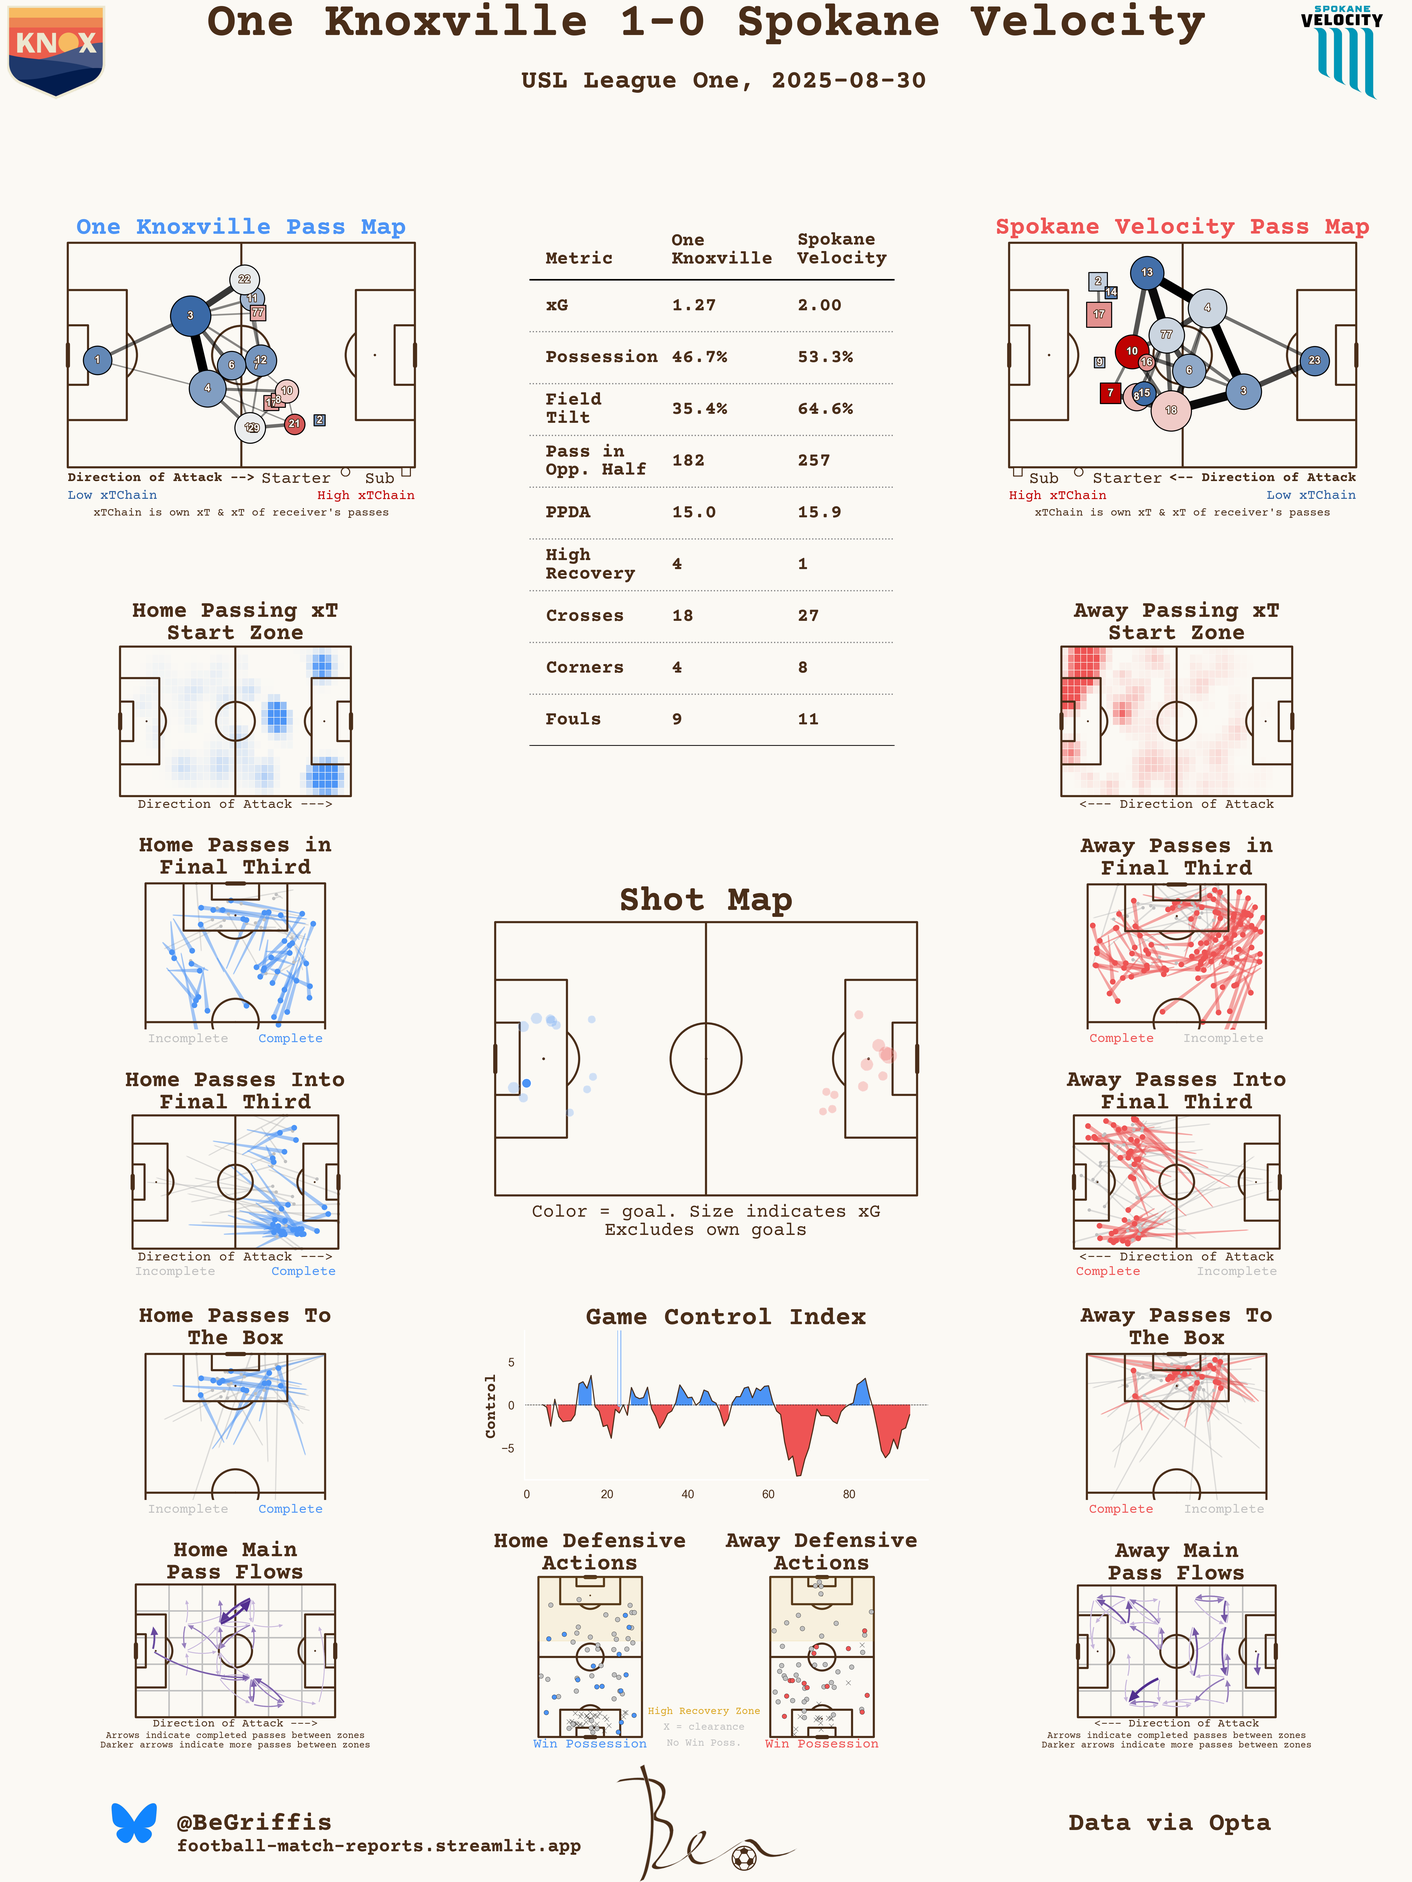 One Knoxville 1-0 Spokane Velocity
USL League One, 2025-08-30
KNOX
SPOKANE
VELOCITY
One Knoxville Pass Map
22
11
77
3
1
6
12
4
10
8
21
2
29
Direction of Attack --> Starter Sub
Low xTChain High xTChain
xTChain is own xT & xT of receiver's passes
Metric One Knoxville Spokane Velocity
xG 1.27 2.00
Possession 46.7% 53.3%
Field Tilt 35.4% 64.6%
Pass in Opp. Half 182 257
PPDA 15.0 15.9
High Recovery 4 1
Crosses 18 27
Corners 4 8
Fouls 9 11
Spokane Velocity Pass Map
13
2
14
17
4
77
10
9
16
6
23
7
8
15
3
18
Sub Starter <-- Direction of Attack
High xTChain Low xTChain
xTChain is own xT & xT of receiver's passes
Home Passing xT
Start Zone
Direction of Attack --->
Away Passing xT
Start Zone
<--- Direction of Attack
Home Passes in
Final Third
Incomplete Complete
Away Passes in
Final Third
Complete Incomplete
Shot Map
Color = goal. Size indicates xG
Excludes own goals
Home Passes Into
Final Third
Direction of Attack --->
Incomplete Complete
Away Passes Into
Final Third
<--- Direction of Attack
Complete Incomplete
Home Passes To
The Box
Incomplete Complete
Game Control Index
Control
5
0
−5
0 20 40 60 80
Away Passes To
The Box
Complete Incomplete
Home Main
Pass Flows
Direction of Attack --->
Arrows indicate completed passes between zones
Darker arrows indicate more passes between zones
Home Defensive
Actions
Win Possession
Away Defensive
Actions
Win Possession
High Recovery Zone
X = clearance
No Win Poss.
Away Main
Pass Flows
<--- Direction of Attack
Arrows indicate completed passes between zones
Darker arrows indicate more passes between zones
@BeGriffis
football-match-reports.streamlit.app
Ben
Data via Opta